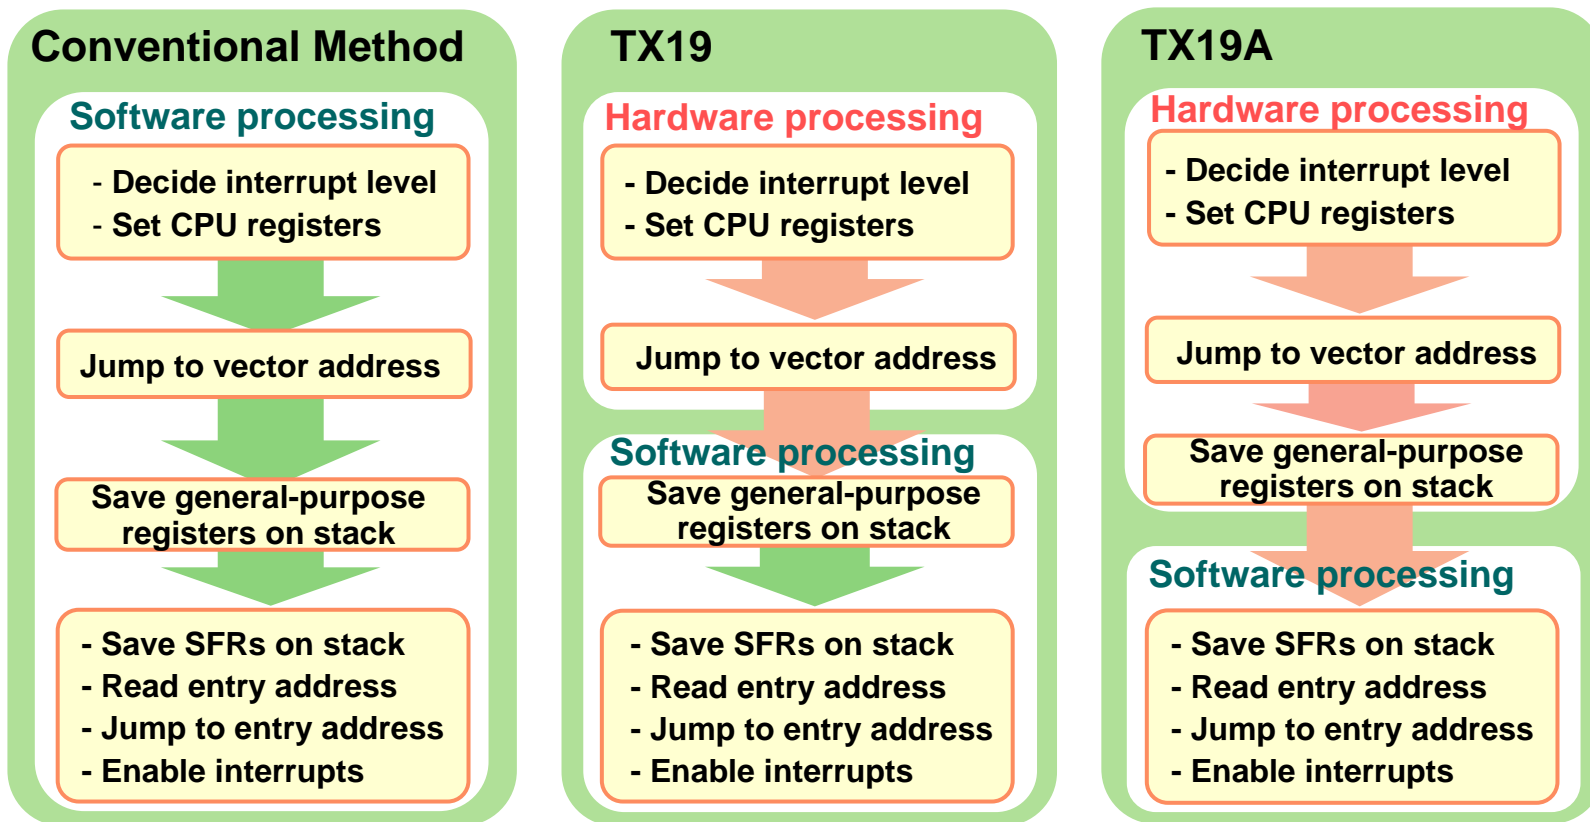 Conventional Method
Software processing
- Decide interrupt level
- Set CPU registers
Jump to vector address
Save general-purpose
registers on stack
- Save SFRs on stack
- Read entry address
- Jump to entry address
- Enable interrupts
TX19
Hardware processing
- Decide interrupt level
- Set CPU registers
Jump to vector address
Software processing
Save general-purpose
registers on stack
- Save SFRs on stack
- Read entry address
- Jump to entry address
- Enable interrupts
TX19A
Hardware processing
- Decide interrupt level
- Set CPU registers
Jump to vector address
Save general-purpose
registers on stack
Software processing
- Save SFRs on stack
- Read entry address
- Jump to entry address
- Enable interrupts